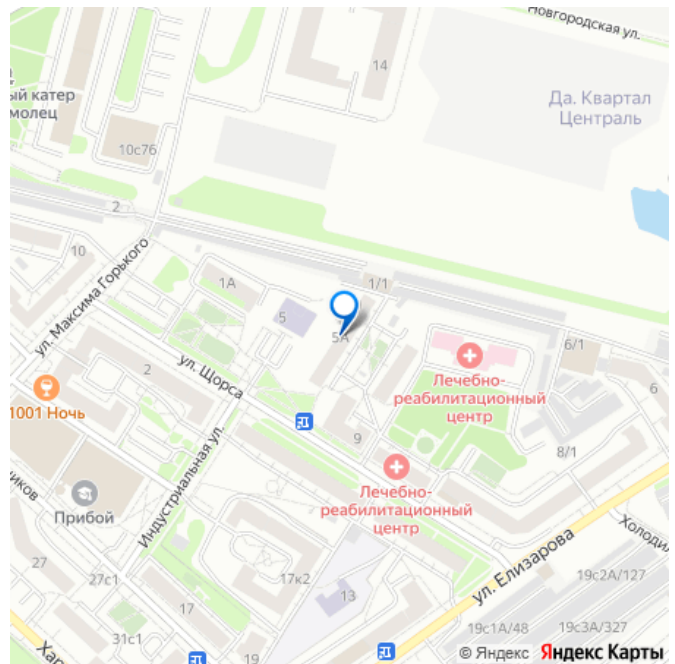 Новгородская ул.
14
Да. Квартал
Централь
ый катер
молец
10с76
2
10
1А
1/1
ул. Максима Горького
5
5А
6/1
ул. Щорса
Лечебно-
реабилитационный
центр
6
2
1001 Ночь
9
8/1
Лечебно-
реабилитационный
центр
Индустриальная ул.
Прибой
ул. Елизарова
27
27с1
17к2
13
17
19с2А/127
31с1
19
19с1А/48
19с3А/327
© Яндекс Яндекс Карты